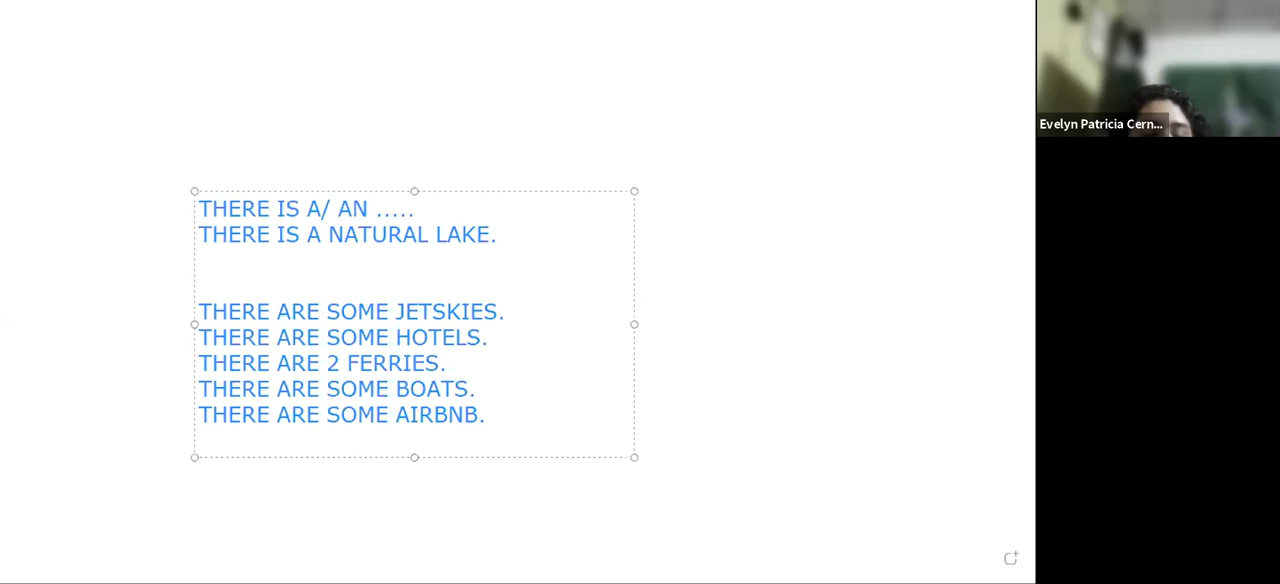 THERE IS A/ AN .....
THERE IS A NATURAL LAKE.
THERE ARE SOME JETSKIES.
THERE ARE SOME HOTELS.
THERE ARE 2 FERRIES.
THERE ARE SOME BOATS.
THERE ARE SOME AIRBNB.
Evelyn Patricia Cern...